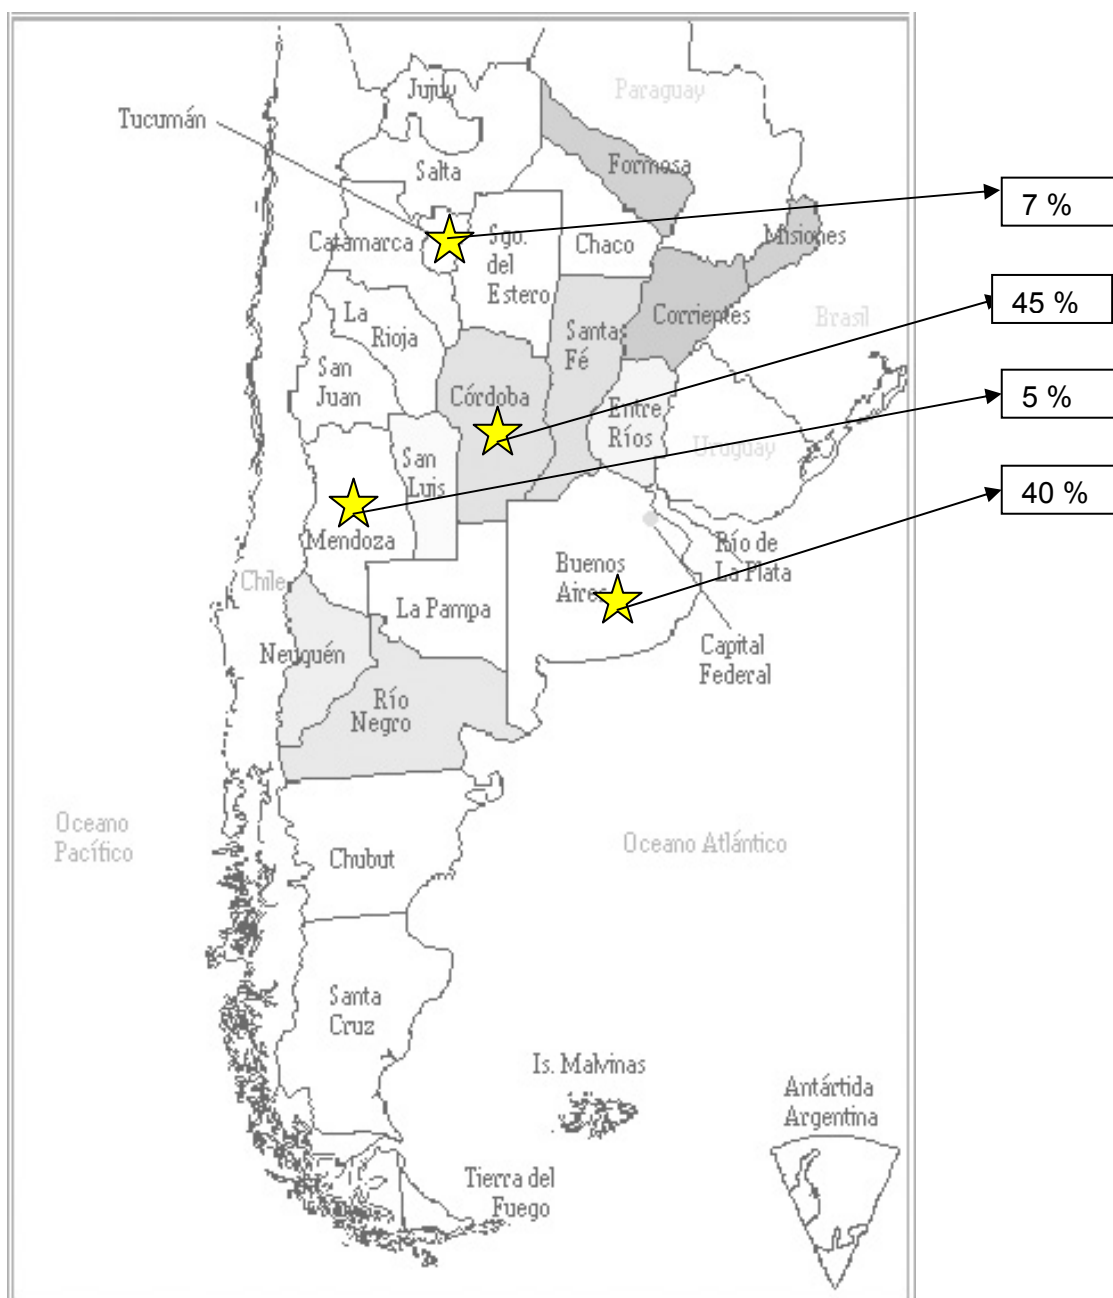 Jujuy
Paraguay
Tucumán
Formosa
Salta
7 %
Catamarca
Sgo.
del
Estero
Chaco
Misiones
45 %
La
Rioja
Santa
Fé
Corrientes
Brasil
San
Juan
Córdoba
5 %
Entre
Ríos
San
Luis
Uruguay
40 %
Mendoza
Buenos
Aires
Río de
La Plata
Chile
La Pampa
Capital
Federal
Neuquén
Río
Negro
Oceano
Pacífico
Oceano Atlántico
Chubut
Santa
Cruz
Is. Malvinas
Antártida
Argentina
Tierra del
Fuego